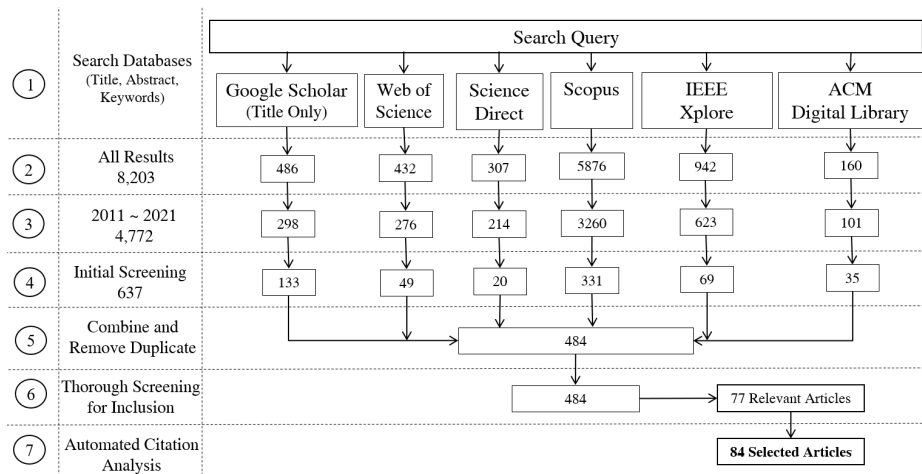 Search Query
1
Search Databases
(Title, Abstract,
Keywords)
Google Scholar
(Title Only)
Web of
Science
Science
Direct
Scopus
IEEE
Xplore
ACM
Digital Library
2
All Results
8,203
486
432
307
5876
942
160
3
2011 ~ 2021
4,772
298
276
214
3260
623
101
4
Initial Screening
637
133
49
20
331
69
35
5
Combine and
Remove Duplicate
484
6
Thorough Screening
for Inclusion
484
77 Relevant Articles
7
Automated Citation
Analysis
84 Selected Articles